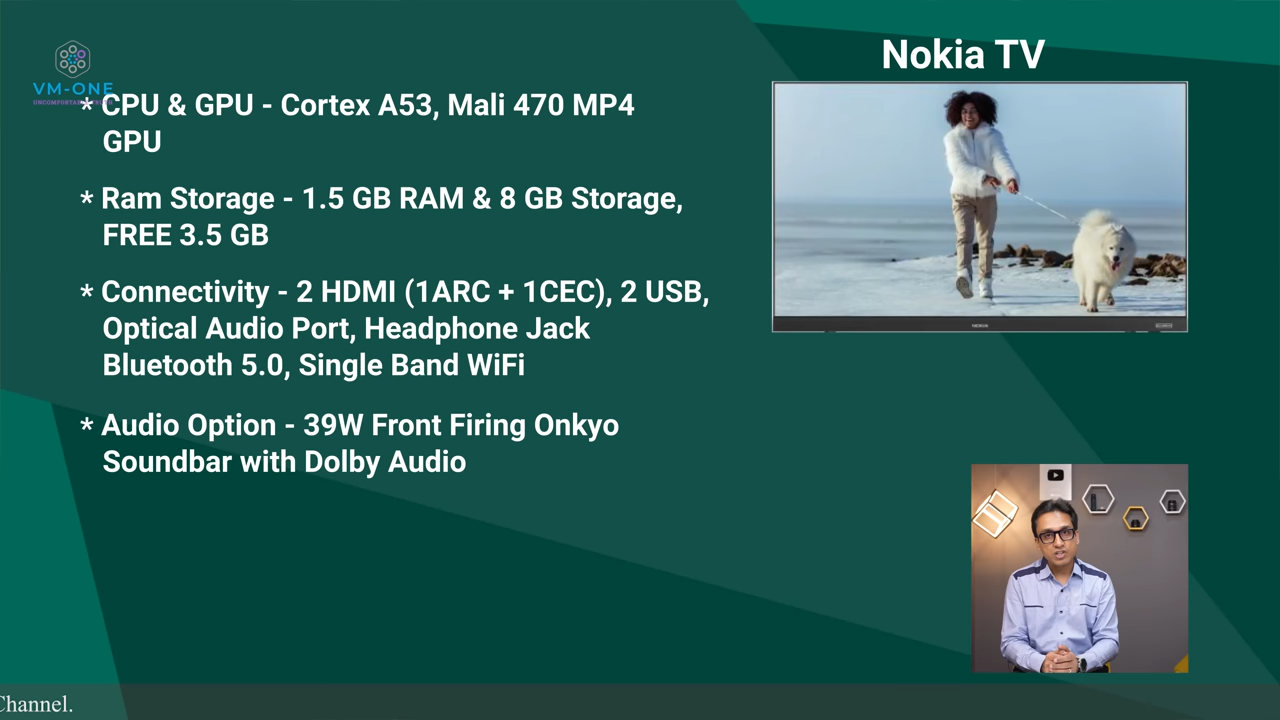 VM-ONE
Nokia TV
* CPU & GPU - Cortex A53, Mali 470 MP4
GPU
* Ram Storage - 1.5 GB RAM & 8 GB Storage,
FREE 3.5 GB
* Connectivity - 2 HDMI (1ARC + 1CEC), 2 USB,
Optical Audio Port, Headphone Jack
Bluetooth 5.0, Single Band WiFi
* Audio Option - 39W Front Firing Onkyo
Soundbar with Dolby Audio
NOKIA
Channel.